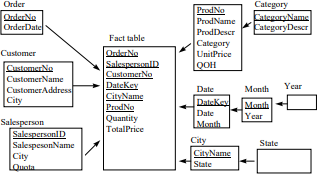 Order
OrderNo
OrderDate
Customer
CustomerNo
CustomerName
CustomerAddress
City
Salesperson
SalespersonID
SalespesonName
City
Quota
Fact table
OrderNo
SalespersonID
CustomerNo
DateKey
CityName
ProdNo
Quantity
TotalPrice
ProdNo
ProdName
ProdDescr
Category
UnitPrice
QOH
Category
CategoryName
CategoryDescr
Date
DateKey
Date
Month
Month
Month
Year
Year
City
CityName
State
State